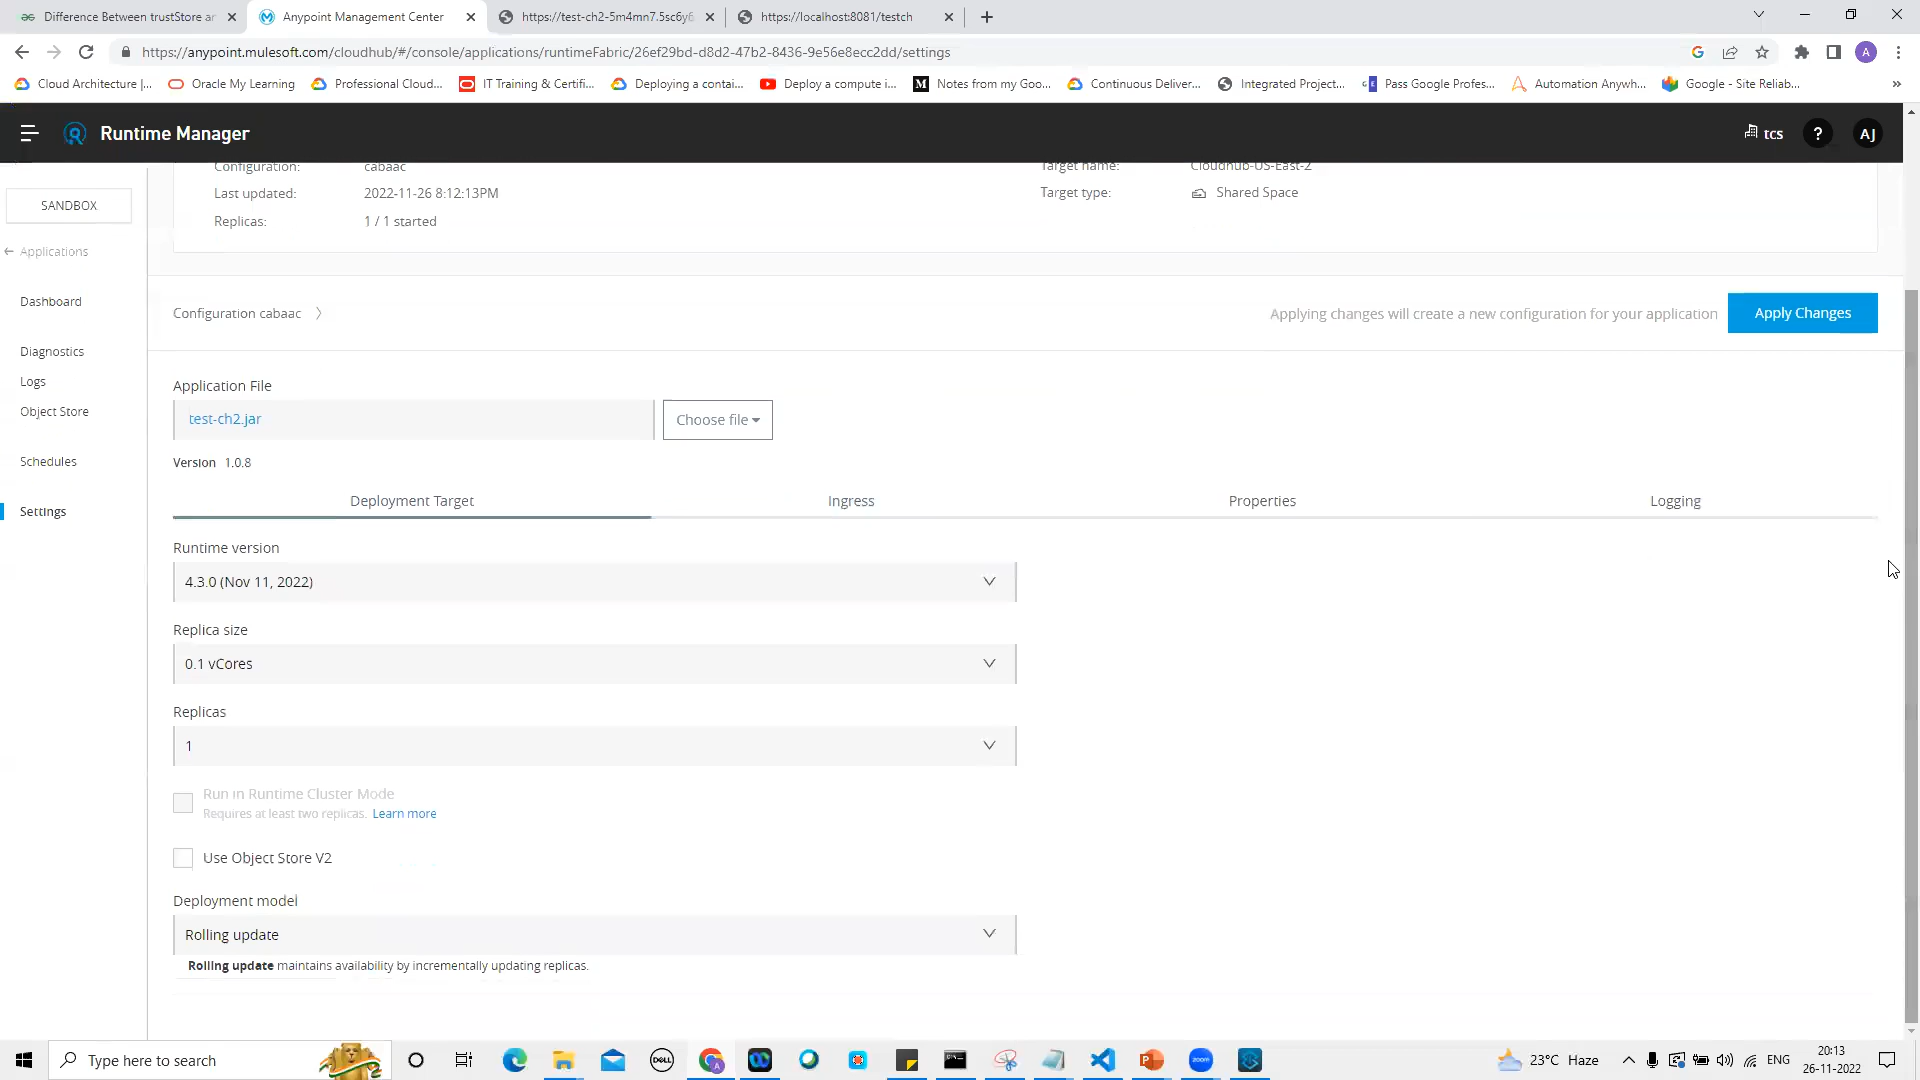 Difference Between trustStore ar
Anypoint Management Center
https://test-ch2-5m4mn7.5sc6y6
https://localhost:8081/testch
https://anypoint.mulesoft.com/cloudhub/#/console/applications/runtimeFabric/26ef29bd-d8d2-47b2-8436-9e56e8ecc2dd/settings
A
Cloud Architecture |...
Oracle My Learning
Professional Cloud...
IT Training & Certifi...
Deploying a contai...
Deploy a compute i...
Notes from my Goo...
Continuous Deliver...
Integrated Project...
Pass Google Profes...
Automation Anywh...
Google - Site Reliab...
»
Runtime Manager
tcs
?
AJ
SANDBOX
Applications
Dashboard
Diagnostics
Logs
Object Store
Schedules
Settings
Configuration: cabaac
Last updated: 2022-11-26 8:12:13PM
Replicas: 1 / 1 started
Target name: Cloudhub-US-East-2
Target type: Shared Space
Configuration cabaac
Applying changes will create a new configuration for your application
Apply Changes
Application File
test-ch2.jar
Choose file
Version 1.0.8
Deployment Target
Ingress
Properties
Logging
Runtime version
4.3.0 (Nov 11, 2022)
Replica size
0.1 vCores
Replicas
1
Run in Runtime Cluster Mode
Requires at least two replicas. Learn more
Use Object Store V2
Deployment model
Rolling update
Rolling update maintains availability by incrementally updating replicas.
Type here to search
DELL
zoom
23°C Haze
ENG
20:13
26-11-2022